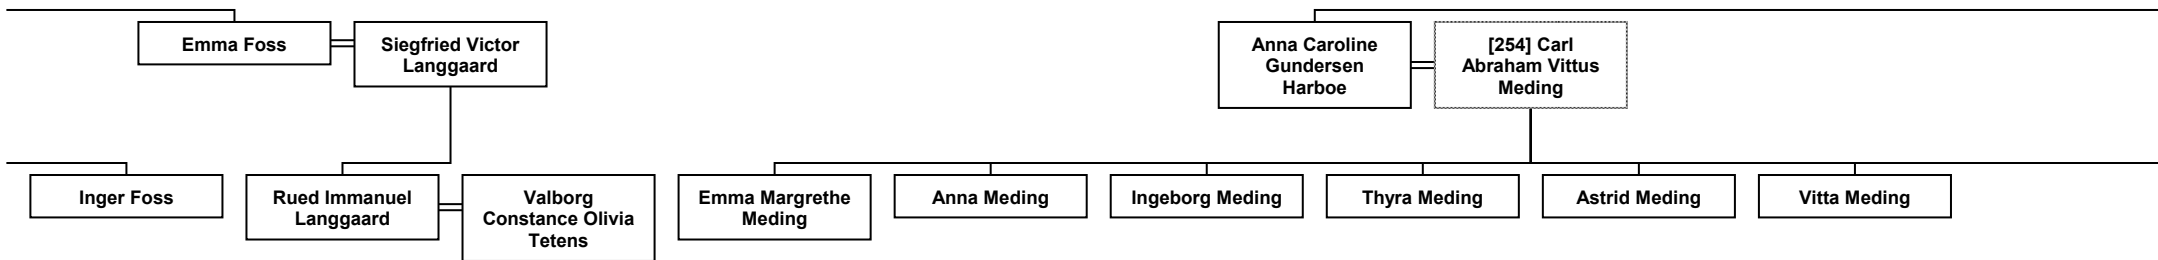 Emma Foss
Siegfried Victor
Langgaard
Anna Caroline
Gundersen
Harboe
[254] Carl
Abraham Vittus
Meding
Inger Foss
Rued Immanuel
Langgaard
Valborg
Constance Olivia
Tetens
Emma Margrethe
Meding
Anna Meding
Ingeborg Meding
Thyra Meding
Astrid Meding
Vitta Meding